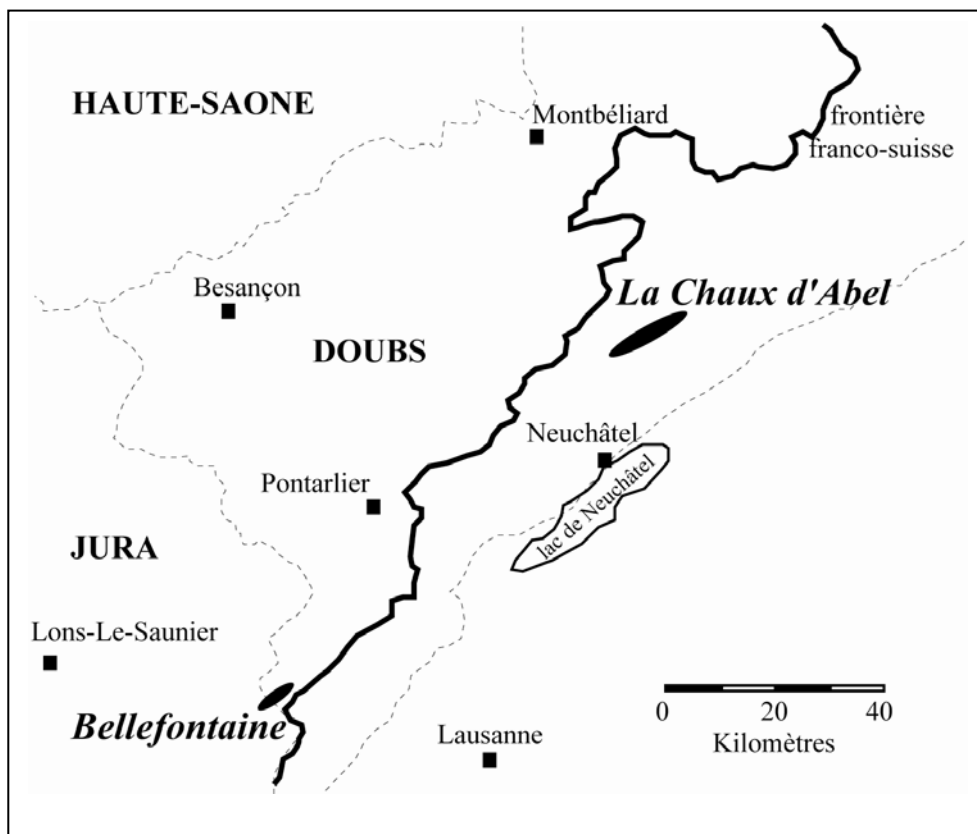 HAUTE-SAONE
Montbéliard
frontière
franco-suisse
Besançon
La Chaux d'Abel
DOUBS
Neuchâtel
Pontarlier
lac de Neuchâtel
JURA
Lons-Le-Saunier
Bellefontaine
Lausanne
0 20 40
Kilomètres